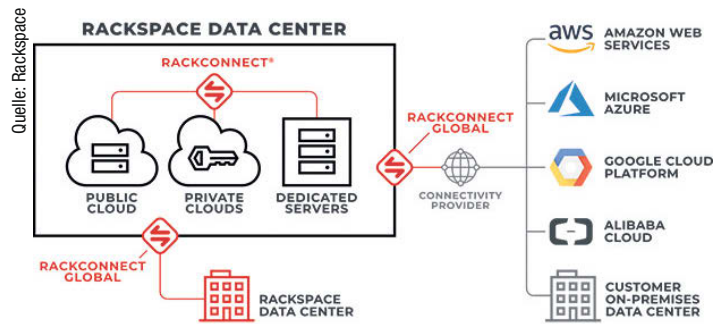 Quelle: Rackspace
RACKSPACE DATA CENTER
RACKCONNECT®
PUBLIC
CLOUD
PRIVATE
CLOUDS
DEDICATED
SERVERS
RACKCONNECT
GLOBAL
CONNECTIVITY
PROVIDER
aws
AMAZON WEB
SERVICES
MICROSOFT
AZURE
GOOGLE CLOUD
PLATFORM
ALIBABA
CLOUD
CUSTOMER
ON-PREMISES
DATA CENTER
RACKCONNECT
GLOBAL
RACKSPACE
DATA CENTER